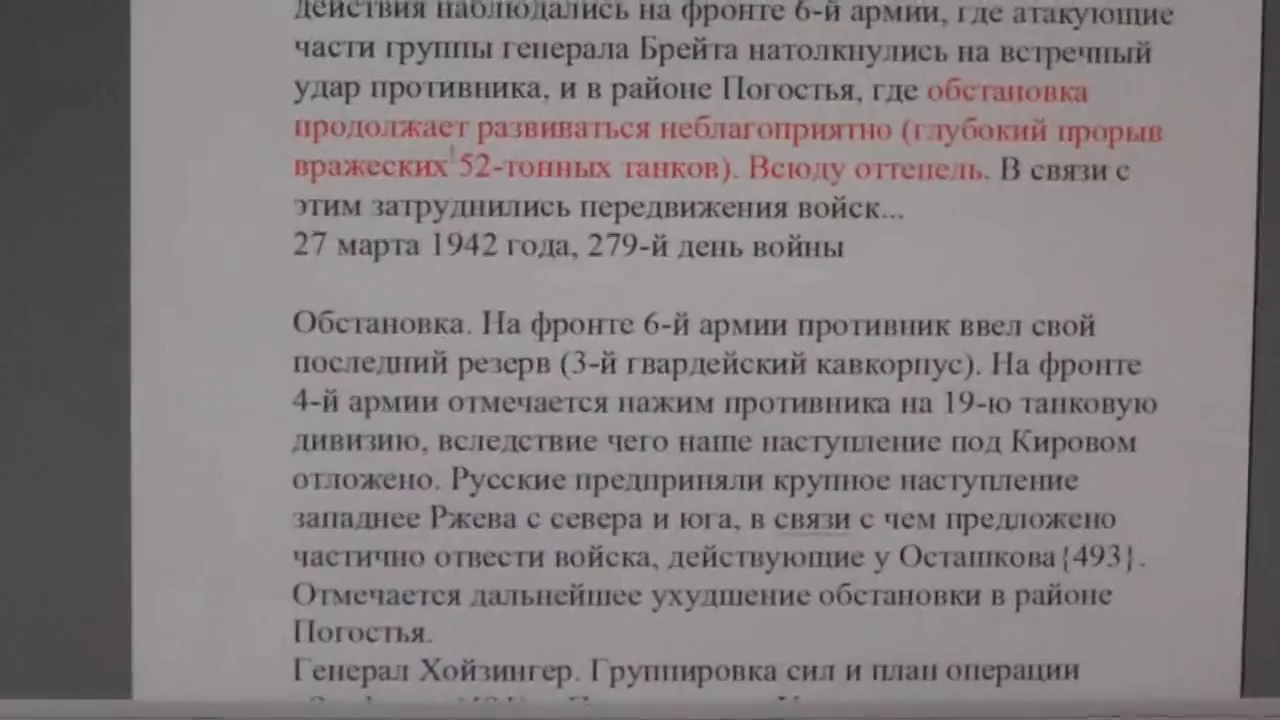 действия наблюдались на фронте 6-й армии, где атакующие
части группы генерала Брейта натолкнулись на встречный
удар противника, и в районе Погостья, где обстановка
продолжает развиваться неблагоприятно (глубокий прорыв
вражеских 52-тонных танков). Всюду оттепель. В связи с
этим затруднились передвижения войск...
27 марта 1942 года, 279-й день войны
Обстановка. На фронте 6-й армии противник ввел свой
последний резерв (3-й гвардейский кавкорпус). На фронте
4-й армии отмечается нажим противника на 19-ю танковую
дивизию, вследствие чего наше наступление под Кировом
отложено. Русские предприняли крупное наступление
западнее Ржева с севера и юга, в связи с чем предложено
частично отвести войска, действующие у Осташкова{493}.
Отмечается дальнейшее ухудшение обстановки в районе
Погостья.
Генерал Хойзингер. Группировка сил и план операции